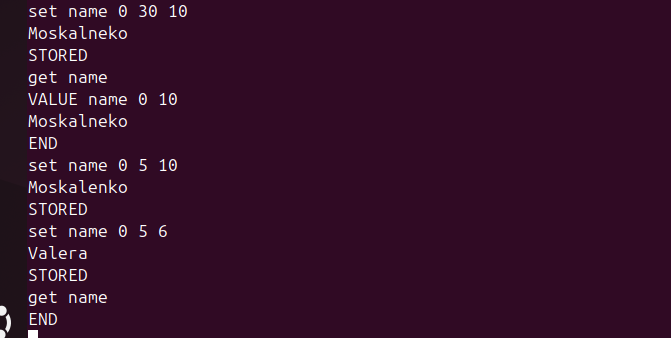 set name 0 30 10
Moskalneko
STORED
get name
VALUE name 0 10
Moskalneko
END
set name 0 5 10
Moskalenko
STORED
set name 0 5 6
Valera
STORED
get name
END